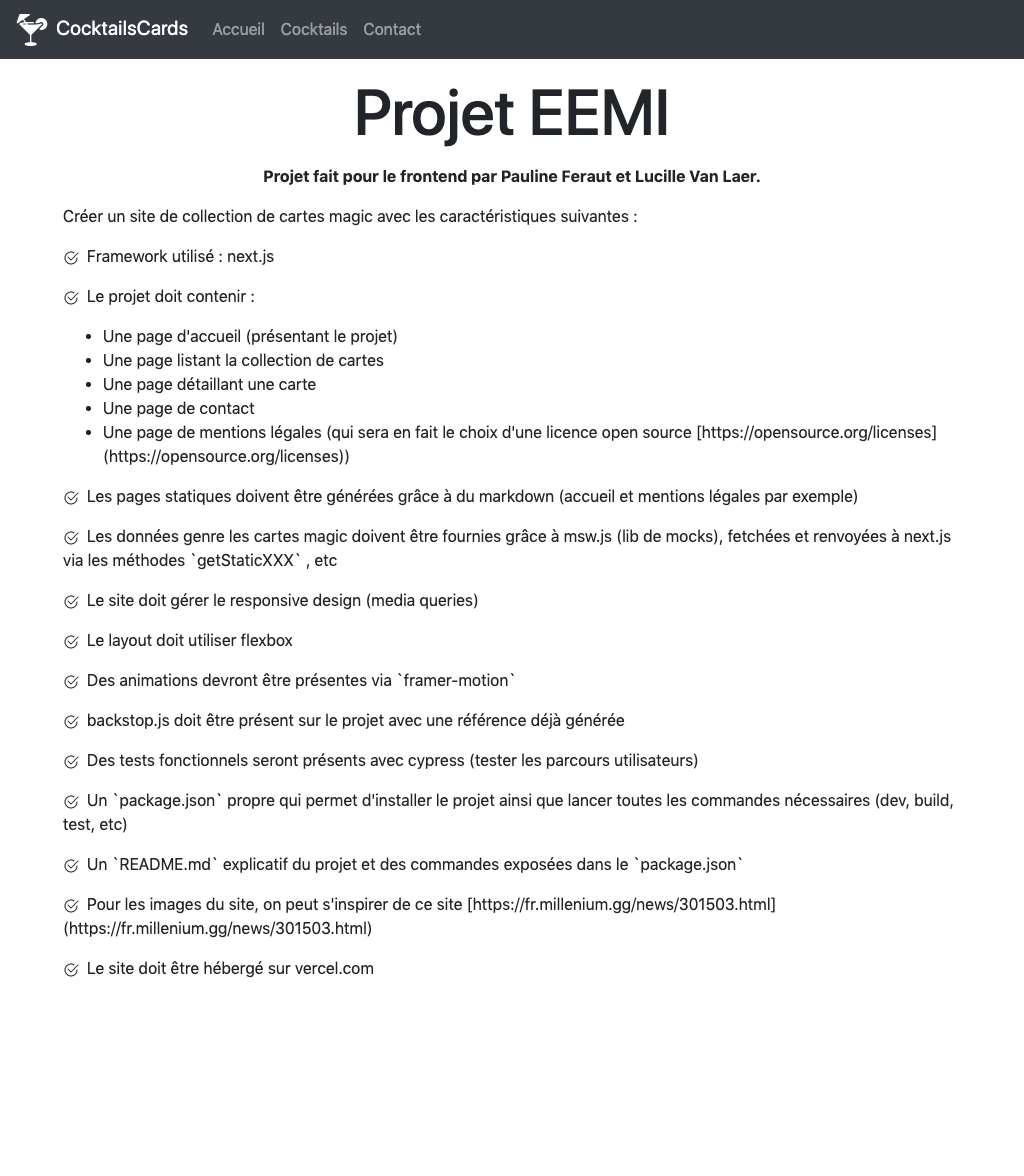 CocktailsCards Accueil Cocktails Contact
Projet EEMI
Projet fait pour le frontend par Pauline Feraut et Lucille Van Laer.
Créer un site de collection de cartes magic avec les caractéristiques suivantes :
Framework utilisé : next.js
Le projet doit contenir :
Une page d'accueil (présentant le projet)
Une page listant la collection de cartes
Une page détaillant une carte
Une page de contact
Une page de mentions légales (qui sera en fait le choix d'une licence open source [https://opensource.org/licenses]
(https://opensource.org/licenses))
Les pages statiques doivent être générées grâce à du markdown (accueil et mentions légales par exemple)
Les données genre les cartes magic doivent être fournies grâce à msw.js (lib de mocks), fetchées et renvoyées à next.js
via les méthodes `getStaticXXX` , etc
Le site doit gérer le responsive design (media queries)
Le layout doit utiliser flexbox
Des animations devront être présentes via `framer-motion`
backstop.js doit être présent sur le projet avec une référence déjà générée
Des tests fonctionnels seront présents avec cypress (tester les parcours utilisateurs)
Un `package.json` propre qui permet d'installer le projet ainsi que lancer toutes les commandes nécessaires (dev, build,
test, etc)
Un `README.md` explicatif du projet et des commandes exposées dans le `package.json`
Pour les images du site, on peut s'inspirer de ce site [https://fr.millenium.gg/news/301503.html]
(https://fr.millenium.gg/news/301503.html)
Le site doit être hébergé sur vercel.com